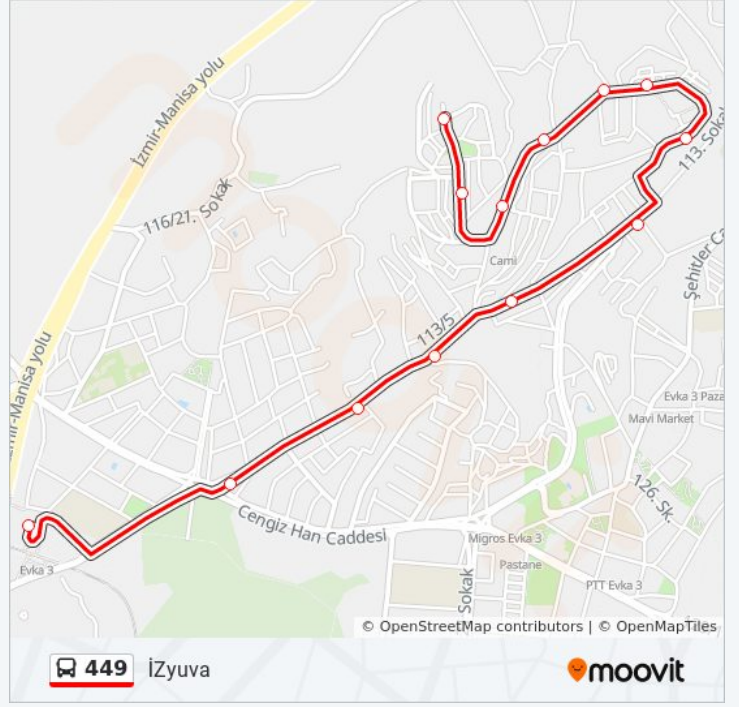 İzmir-Manisa yolu
113. Sokak
116/21. Sokak
Şehitler Ca
Cami
113/5
mir-Manisa yolu
Evka 3 Paza
Mavi Market
126. Sk.
Cengiz Han Caddesi
Migros Evka 3
Pastane
Evka 3
Sokak
PTT Evka 3
© OpenStreetMap contributors | © OpenMapTiles
449 İZyuva
moovit